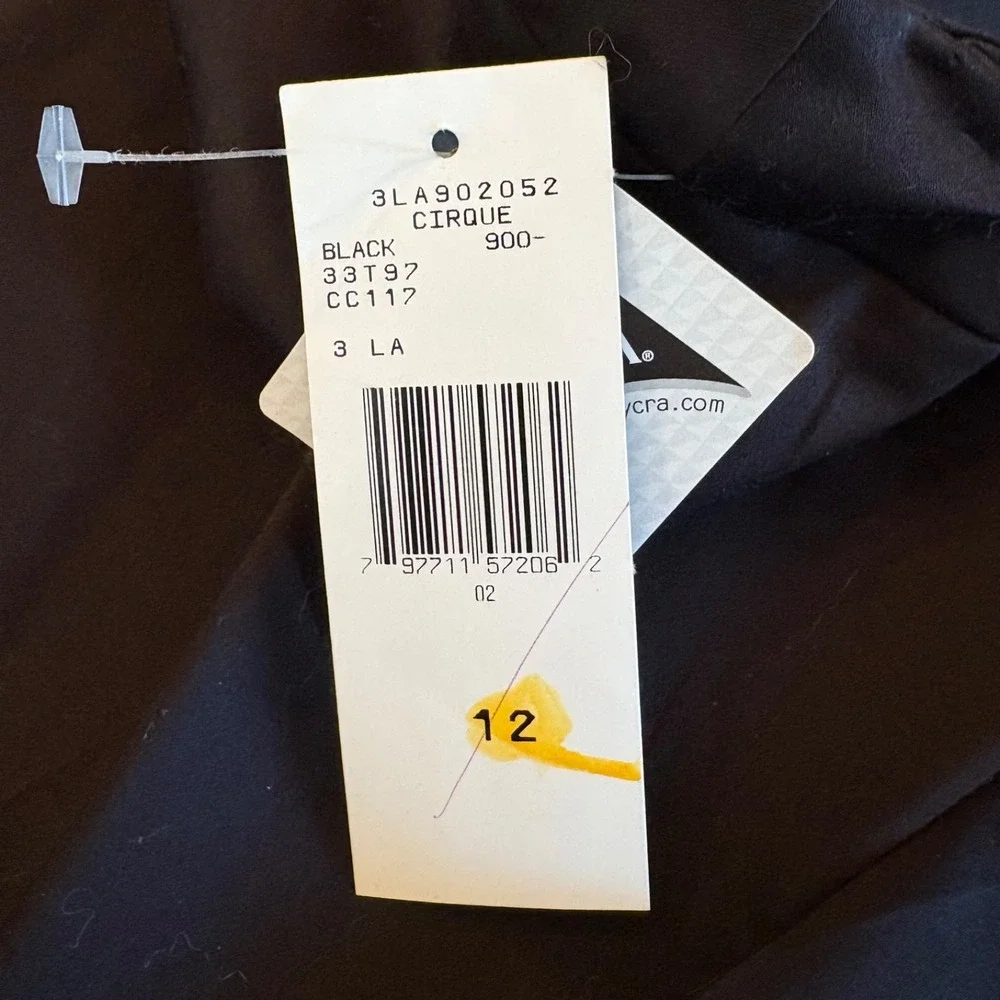 3LA902052
CIRQUE
BLACK 900-
33T97
CC117
3 LA
A®
ycra.com
7 97711 57206 2
02
12